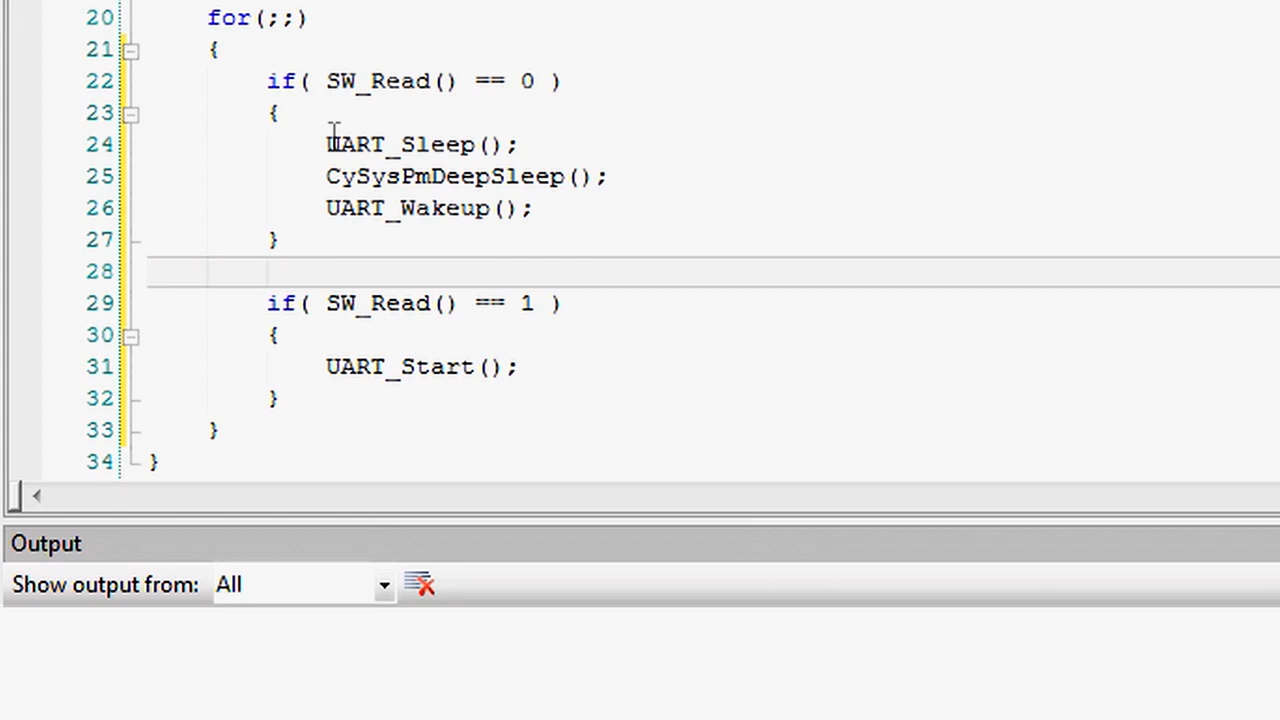 20 for(;;)
21 {
22 if( SW_Read() == 0 )
23 {
24 UART_Sleep();
25 CySysPmDeepSleep();
26 UART_Wakeup();
27 }
28
29 if( SW_Read() == 1 )
30 {
31 UART_Start();
32 }
33 }
34 }
Output
Show output from: All